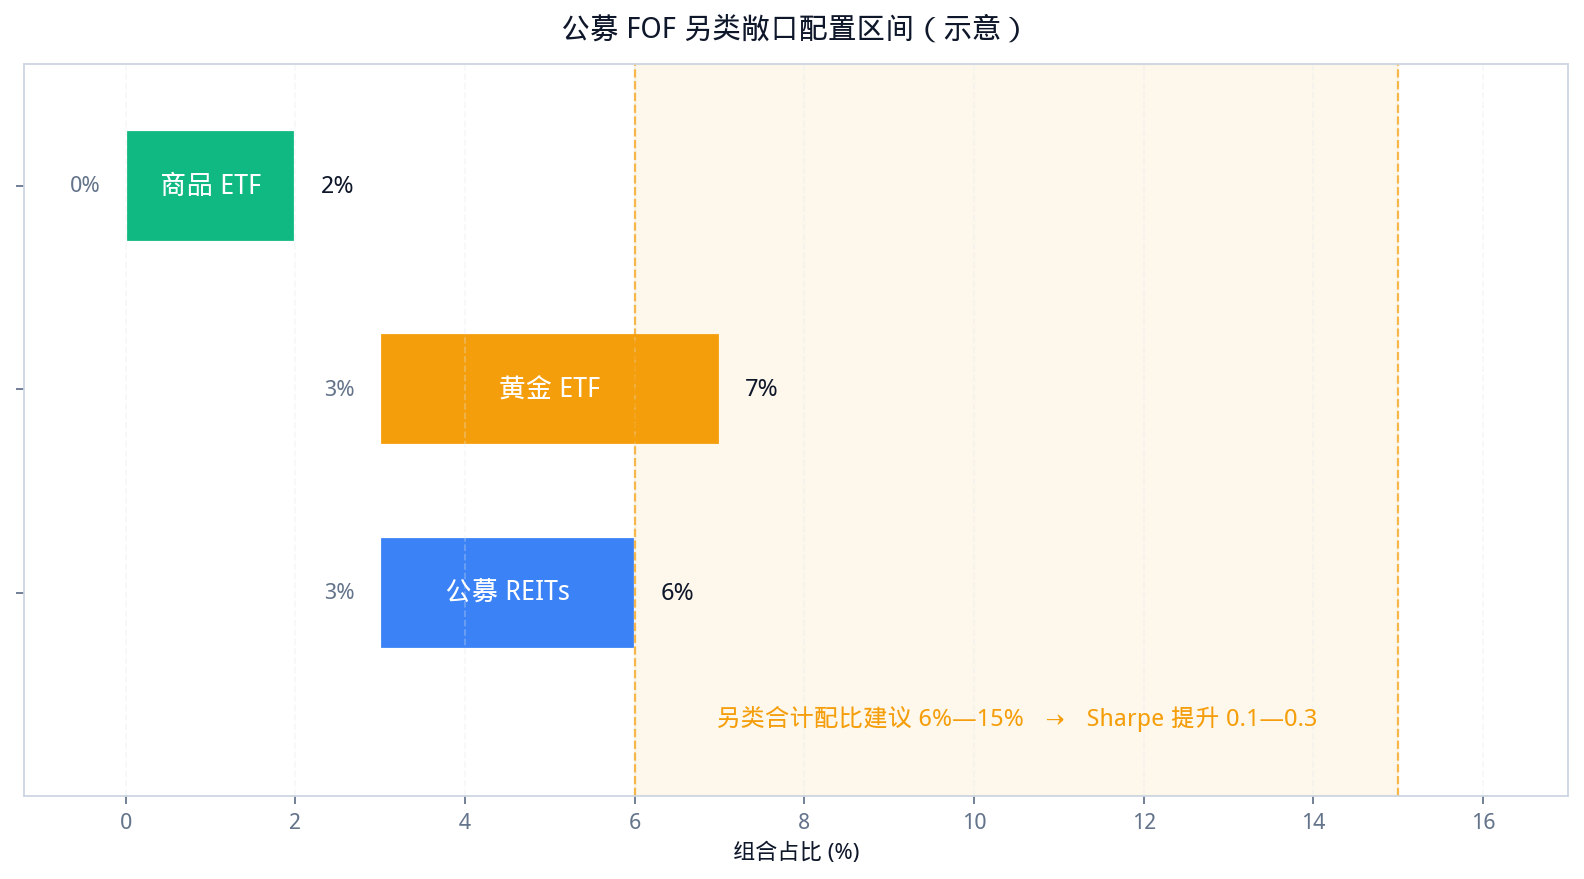 公募 FOF 另类敞口配置区间（示意）
0% 商品 ETF 2%
3% 黄金 ETF 7%
3% 公募 REITs 6%
另类合计配比建议 6%—15% → Sharpe 提升 0.1—0.3
0 2 4 6 8 10 12 14 16
组合占比 (%)